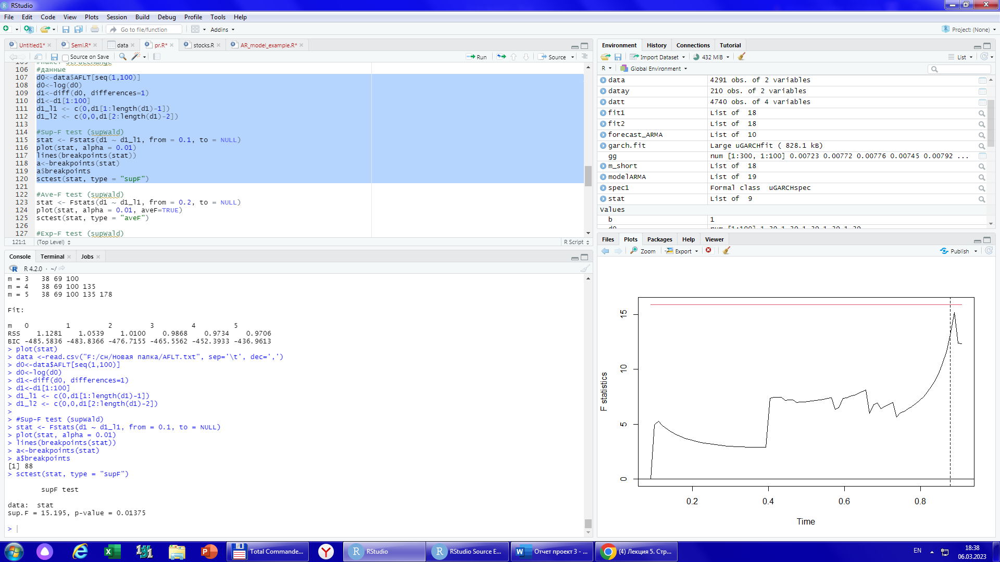 RStudio
File Edit Code View Plots Session Build Debug Profile Tools Help
Go to file/function Addins Project: (None)
Untitled1* Semi.R* data pr.R* stocks.R AR_model_example.R*
Source on Save Run Source
105 #пакет strucchange
106 #данные
107 d0<-data$AFLT[seq(1,100)]
108 d0<-log(d0)
109 d1<-diff(d0, differences=1)
110 d1<-d1[1:100]
111 d1_l1 <- c(0,d1[1:length(d1)-1])
112 d1_l2 <- c(0,0,d1[2:length(d1)-2])
113
114 #Sup-F test (supWald)
115 stat <- Fstats(d1 ~ d1_l1, from = 0.1, to = NULL)
116 plot(stat, alpha = 0.01)
117 lines(breakpoints(stat))
118 a<-breakpoints(stat)
119 a$breakpoints
120 sctest(stat, type = "supF")
121
122 #Ave-F test (supWald)
123 stat <- Fstats(d1 ~ d1_l1, from = 0.2, to = NULL)
124 plot(stat, alpha = 0.01, aveF=TRUE)
125 sctest(stat, type = "aveF")
126
127 #Exp-F test (supWald)
121:1 (Top Level) R Script
Console Terminal Jobs
R 4.2.0 · ~/
m = 3 38 69 100
m = 4 38 69 100 135
m = 5 38 69 100 135 178
Fit:
m 0 1 2 3 4 5
RSS 1.1281 1.0539 1.0100 0.9868 0.9734 0.9706
BIC -485.5836 -483.8366 -476.7155 -465.5562 -452.3933 -436.9613
> plot(stat)
> data <-read.csv("F:/сн/Новая папка/AFLT.txt", sep='\t', dec=',')
> d0<-data$AFLT[seq(1,100)]
> d0<-log(d0)
> d1<-diff(d0, differences=1)
> d1<-d1[1:100]
> d1_l1 <- c(0,d1[1:length(d1)-1])
> d1_l2 <- c(0,0,d1[2:length(d1)-2])
>
> #Sup-F test (supWald)
> stat <- Fstats(d1 ~ d1_l1, from = 0.1, to = NULL)
> plot(stat, alpha = 0.01)
> lines(breakpoints(stat))
> a<-breakpoints(stat)
> a$breakpoints
[1] 88
> sctest(stat, type = "supF")
supF test
data: stat
sup.F = 15.195, p-value = 0.01375
>
Environment History Connections Tutorial
Import Dataset 432 MiB List
R Global Environment
data 4291 obs. of 2 variables
datay 210 obs. of 2 variables
datt 4740 obs. of 4 variables
fit1 List of 18
fit2 List of 18
forecast_ARMA List of 10
garch.fit Large uGARCHfit ( 828.1 kB)
gg num [1:300, 1:100] 0.00723 0.00772 0.00776 0.00745 0.00792 ...
m_short List of 18
modelARMA List of 19
spec1 Formal class uGARCHspec
stat List of 9
Values
b 1
d0 num [1:100] 1.39 1.39 1.39 1.39 1.39
Files Plots Packages Help Viewer
Zoom Export Publish
F statistics
0 5 10 15
0.2 0.4 0.6 0.8
Time
Total Commande... RStudio RStudio Source E... Отчет проект 3 - ... (4) Лекция 5. Стр...
EN 18:38
06.03.2023